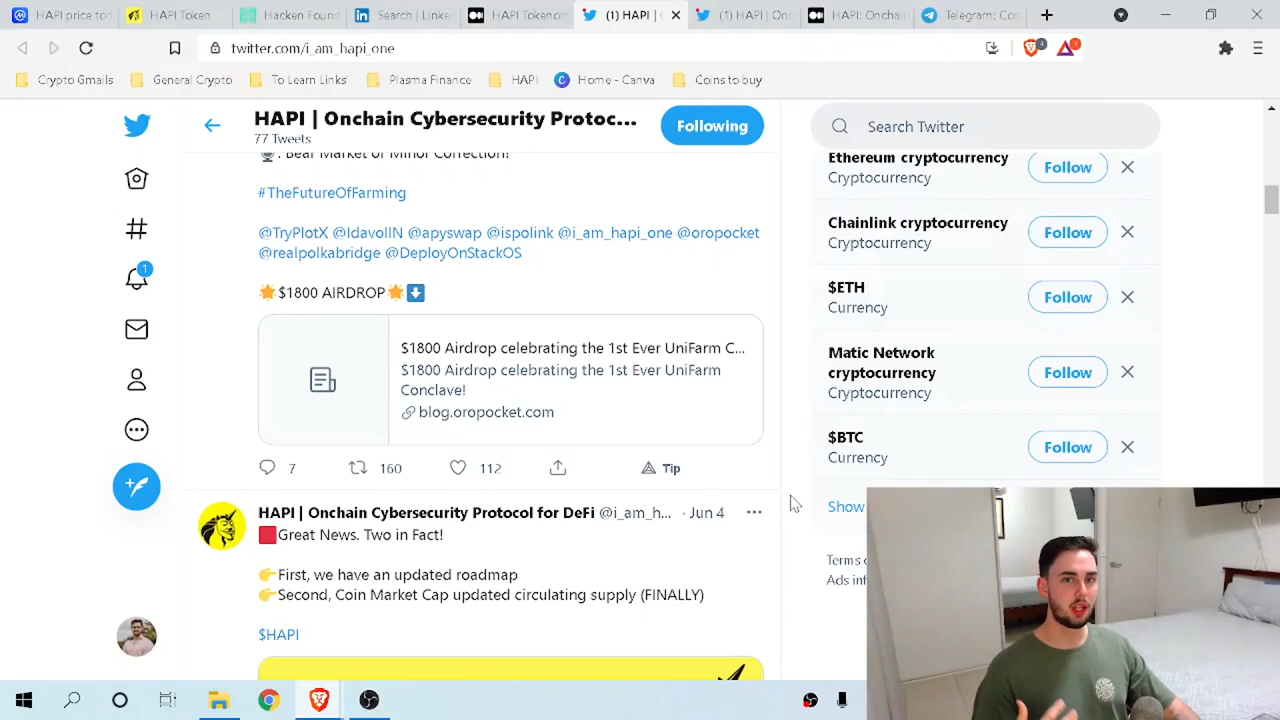 HAPI price tod
HAPI Token
Hacken Found
Search | Linke
HAPI Tokenom
(1) HAPI |
(1) HAPI | Onc
HAPI: Onchain
Telegram: Co
twitter.com/i_am_hapi_one
4
1
Crypto Gmails
General Crypto
To Learn Links
Plasma Finance
HAPI
Home - Canva
Coins to buy
HAPI | Onchain Cybersecurity Protoc...
77 Tweets
Following
Search Twitter
: Bear Market or Minor Correction!
#TheFutureOfFarming
@TryPlotX @IdavollN @apyswap @ispolink @i_am_hapi_one @oropocket
@realpolkabridge @DeployOnStackOS
$1800 AIRDROP
$1800 Airdrop celebrating the 1st Ever UniFarm C...
$1800 Airdrop celebrating the 1st Ever UniFarm
Conclave!
blog.oropocket.com
7
160
112
Tip
HAPI | Onchain Cybersecurity Protocol for DeFi @i_am_h... · Jun 4
Great News. Two in Fact!
First, we have an updated roadmap
Second, Coin Market Cap updated circulating supply (FINALLY)
$HAPI
Ethereum cryptocurrency
Cryptocurrency
Follow
Chainlink cryptocurrency
Cryptocurrency
Follow
$ETH
Currency
Follow
Matic Network
cryptocurrency
Cryptocurrency
Follow
$BTC
Currency
Follow
Show
Terms o
Ads info
1